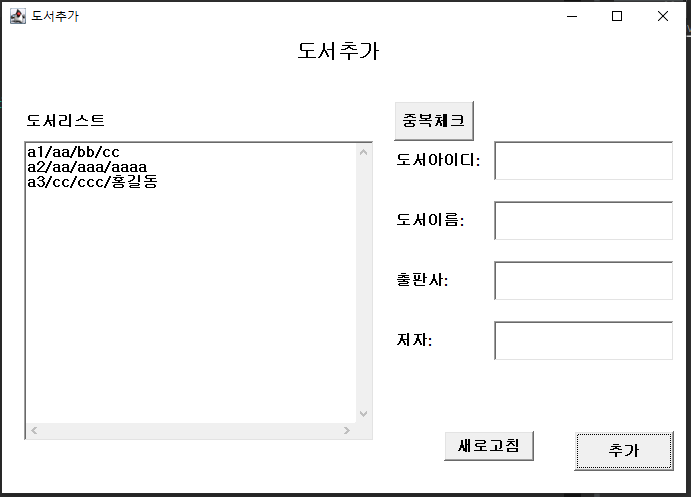 도서추가
도서추가
도서리스트
중복체크
a1/aa/bb/cc
a2/aa/aaa/aaaa
a3/cc/ccc/홍길동
도서아이디:
도서이름:
출판사:
저자:
새로고침
추가